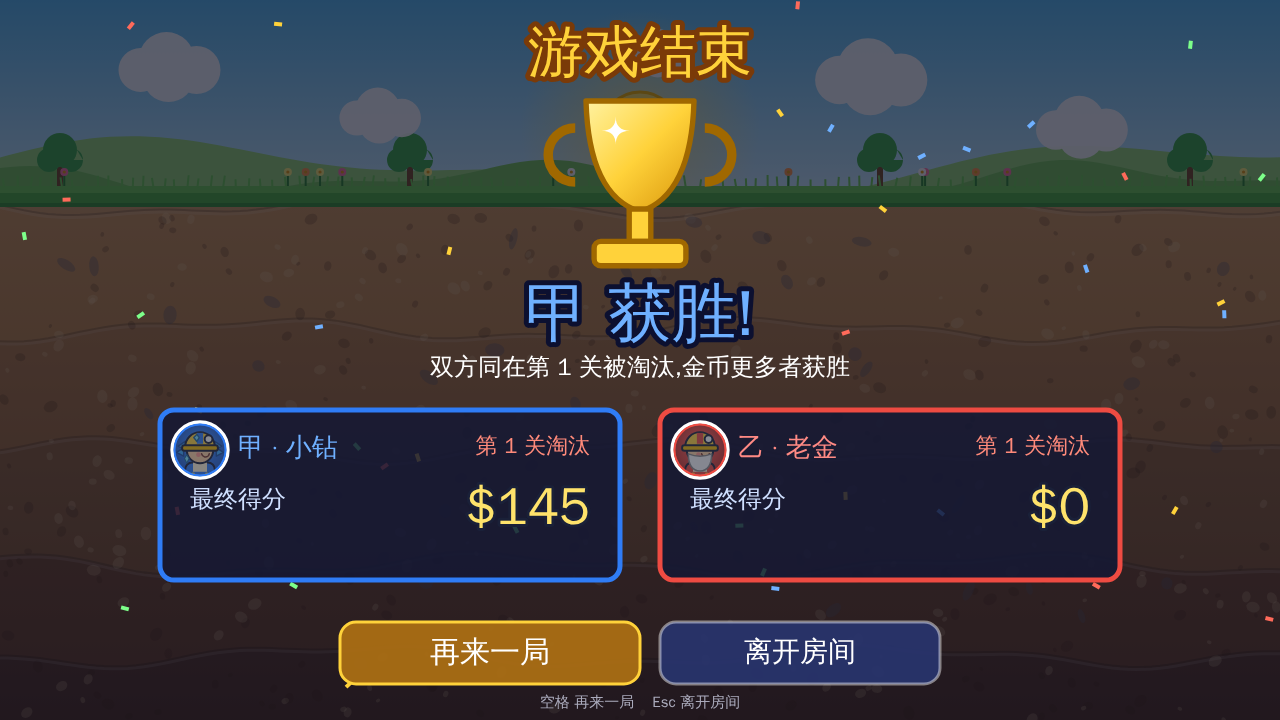 游戏结束
甲 获胜!
双方同在第 1 关被淘汰,金币更多者获胜
甲 · 小钻
第 1 关淘汰
最终得分
$145
乙 · 老金
第 1 关淘汰
最终得分
$0
再来一局
离开房间
空格 再来一局 Esc 离开房间